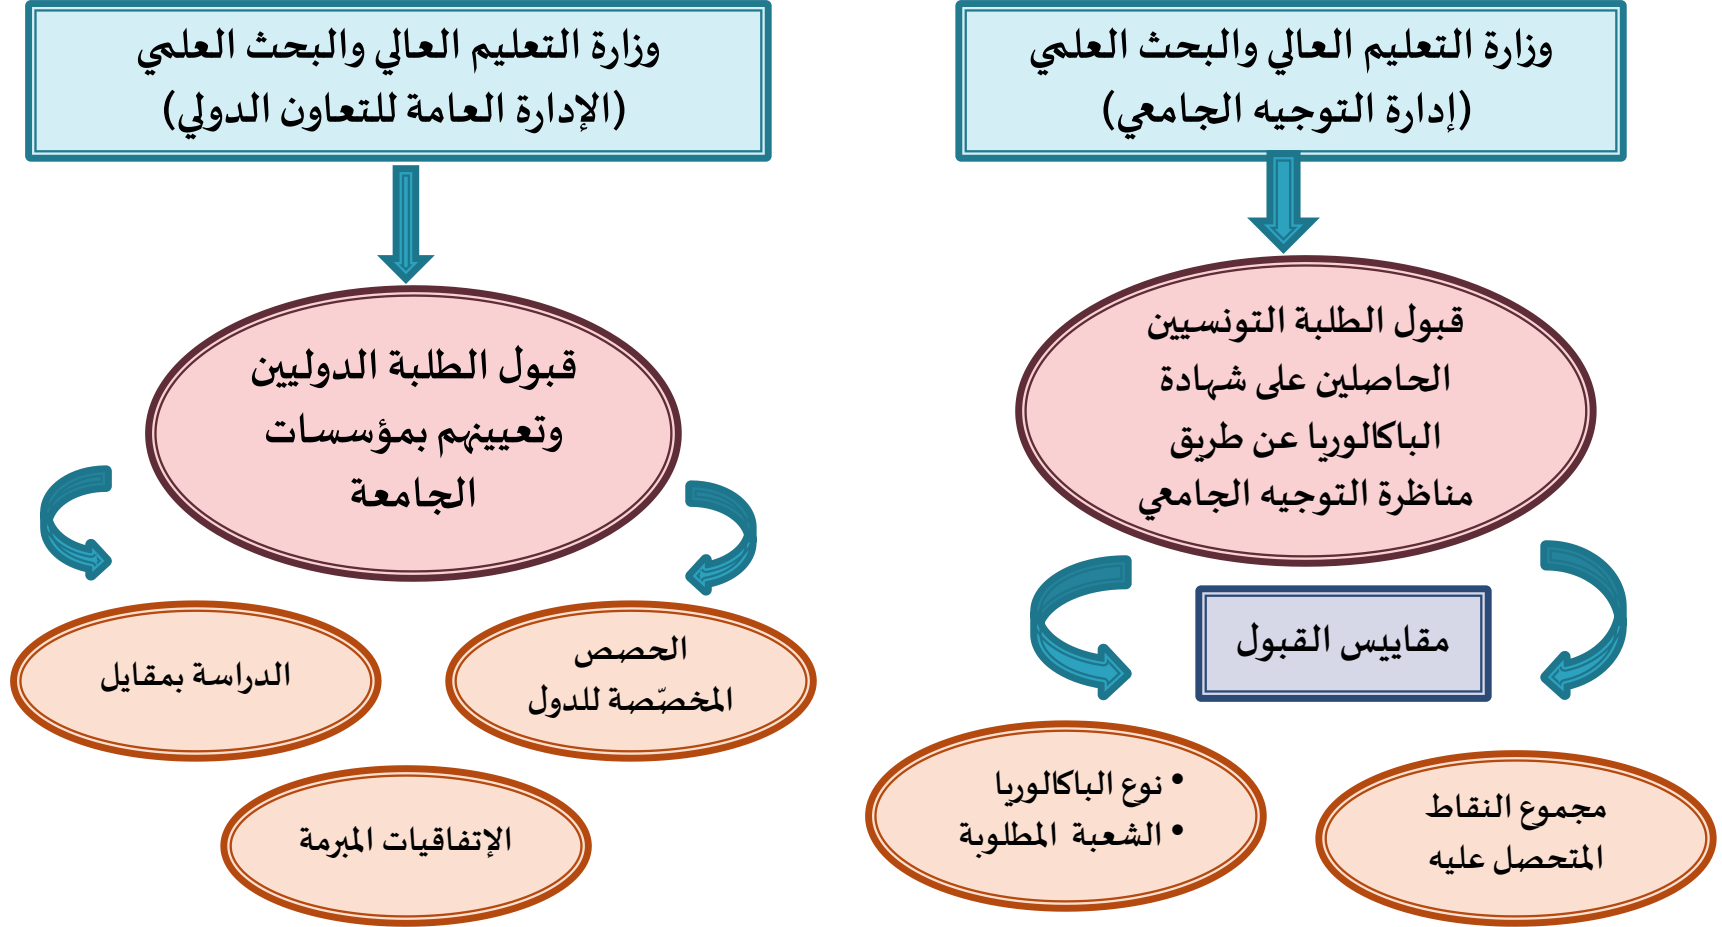 وزارة التعليم العالي والبحث العلمي
(إدارة التوجيه الجامعي)
قبول الطلبة التونسيين
الحاصلين على شهادة
الباكالوريا عن طريق
مناظرة التوجيه الجامعي
مقاييس القبول
مجموع النقاط
المتحصل عليه
• نوع الباكالوريا
• الشعبة المطلوبة
وزارة التعليم العالي والبحث العلمي
(الإدارة العامة للتعاون الدولي)
قبول الطلبة الدوليين
وتعيينهم بمؤسسات
الجامعة
الحصص
المخصّصة للدول
الدراسة بمقابل
الإتفاقيات المبرمة